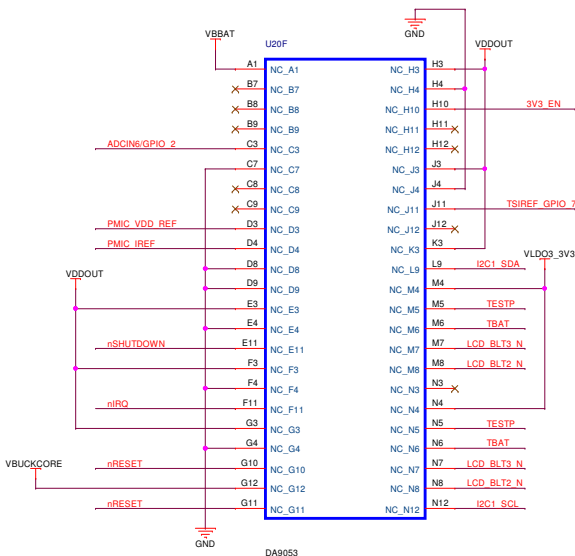 GND
VBBAT
U20F
VDDOUT
A1 NC_A1 NC_H3 H3
B7 NC_B7 NC_H4 H4
B8 NC_B8 NC_H10 H10 3V3_EN
B9 NC_B9 NC_H11 H11
ADCIN6/GPIO_2 C3 NC_C3 NC_H12 H12
C7 NC_C7 NC_J3 J3
C8 NC_C8 NC_J4 J4
C9 NC_C9 NC_J11 J11 TSIREF_GPIO_7
PMIC_VDD_REF D3 NC_D3 NC_J12 J12
PMIC_IREF D4 NC_D4 NC_K3 K3
VLDO3_3V3
D8 NC_D8 NC_L9 L9 I2C1_SDA
VDDOUT
D9 NC_D9 NC_M4 M4
E3 NC_E3 NC_M5 M5 TESTP
E4 NC_E4 NC_M6 M6 TBAT
nSHUTDOWN E11 NC_E11 NC_M7 M7 LCD_BLT3_N
F3 NC_F3 NC_M8 M8 LCD_BLT2_N
F4 NC_F4 NC_N3 N3
nIRQ F11 NC_F11 NC_N4 N4
G3 NC_G3 NC_N5 N5 TESTP
G4 NC_G4 NC_N6 N6 TBAT
VBUCKCORE
nRESET G10 NC_G10 NC_N7 N7 LCD_BLT3_N
G12 NC_G12 NC_N8 N8 LCD_BLT2_N
nRESET G11 NC_G11 NC_N12 N12 I2C1_SCL
GND
DA9053